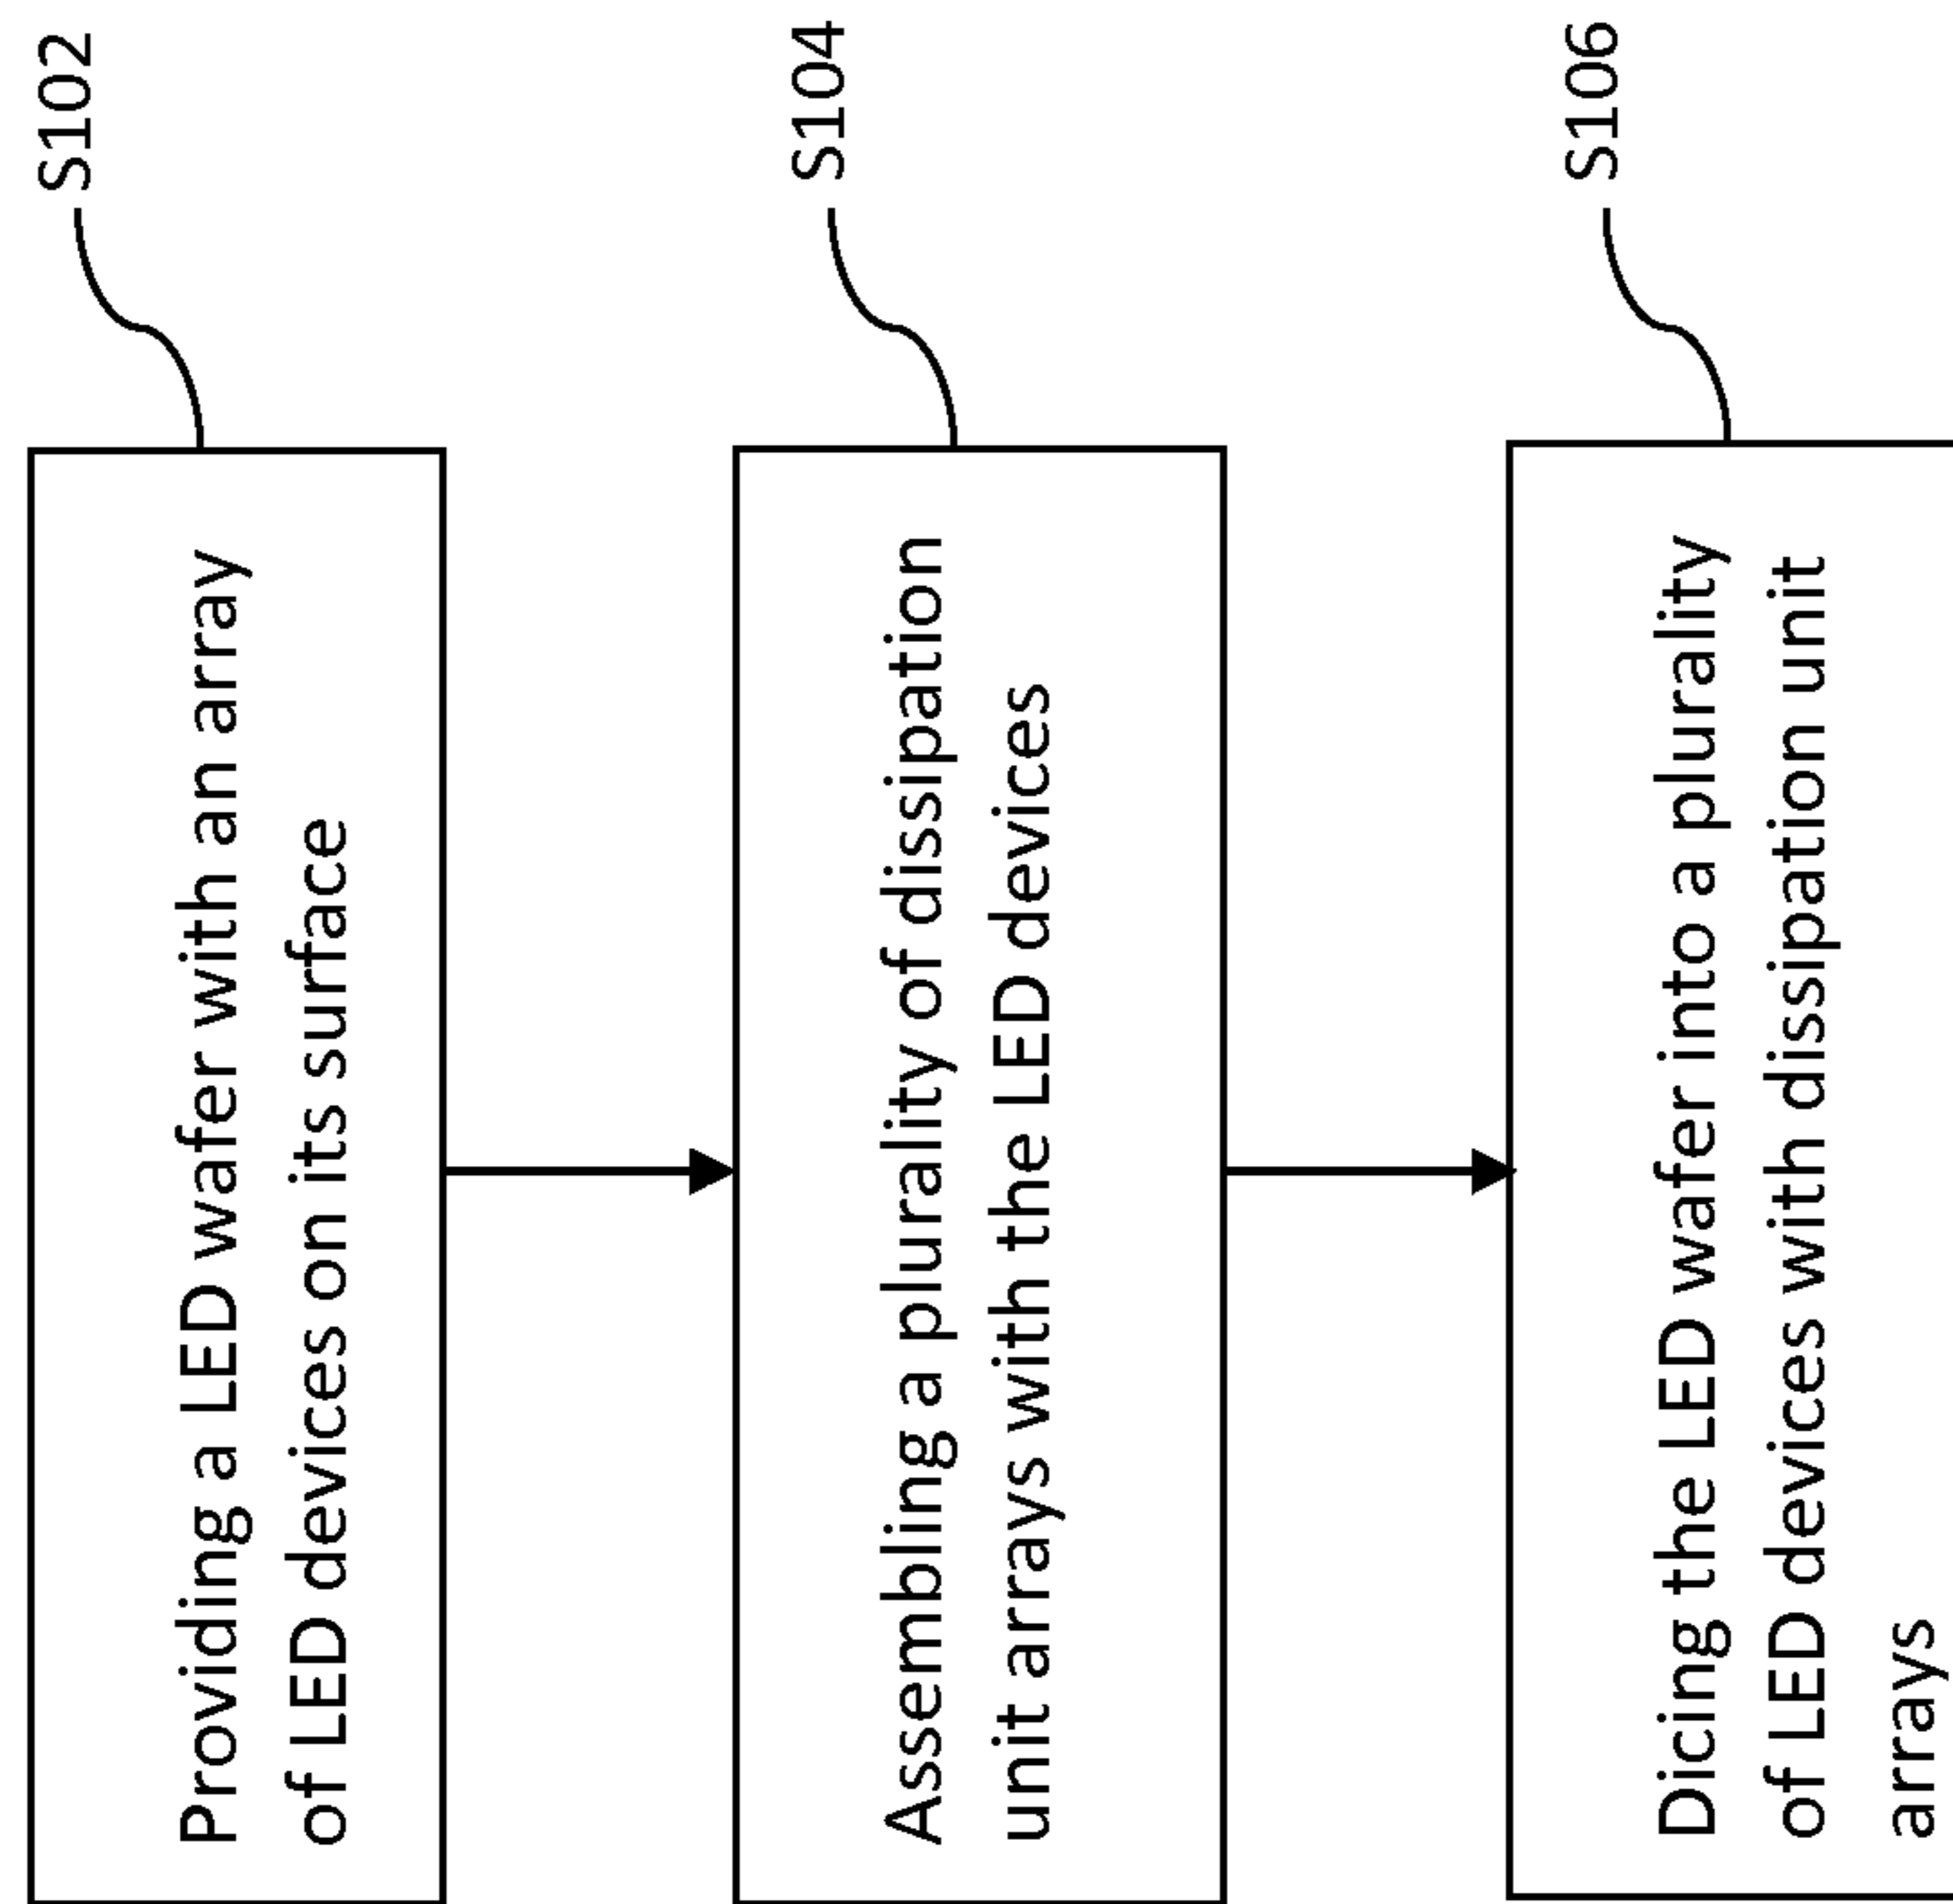 S102
Providing a LED wafer with an array
of LED devices on its surface
S104
Assembling a plurality of dissipation
unit arrays with the LED devices
S106
Dicing the LED wafer into a plurality
of LED devices with dissipation unit
arrays